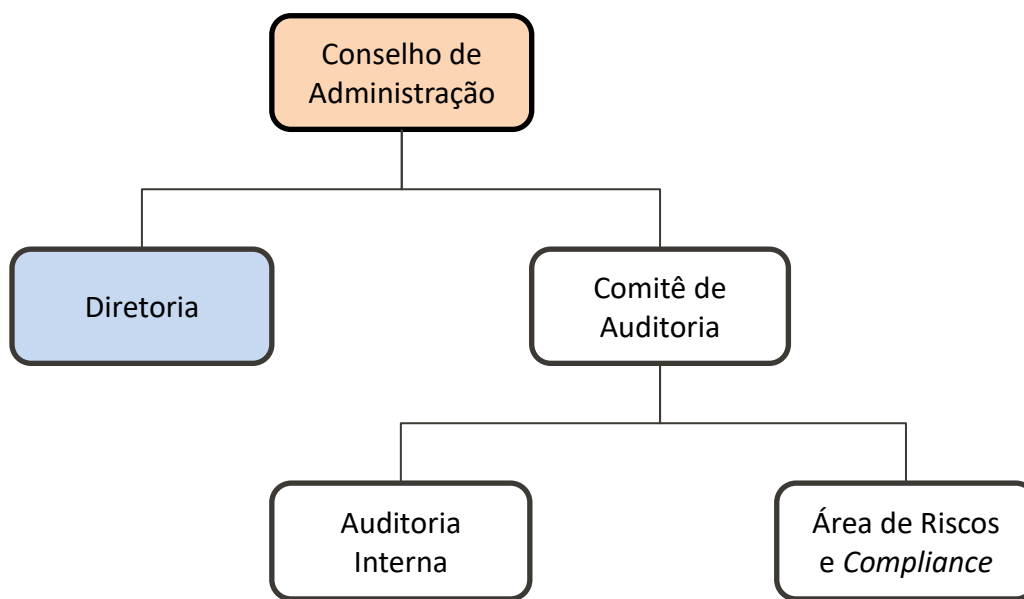 Conselho de
Administração
Diretoria
Comitê de
Auditoria
Auditoria
Interna
Área de Riscos
e Compliance